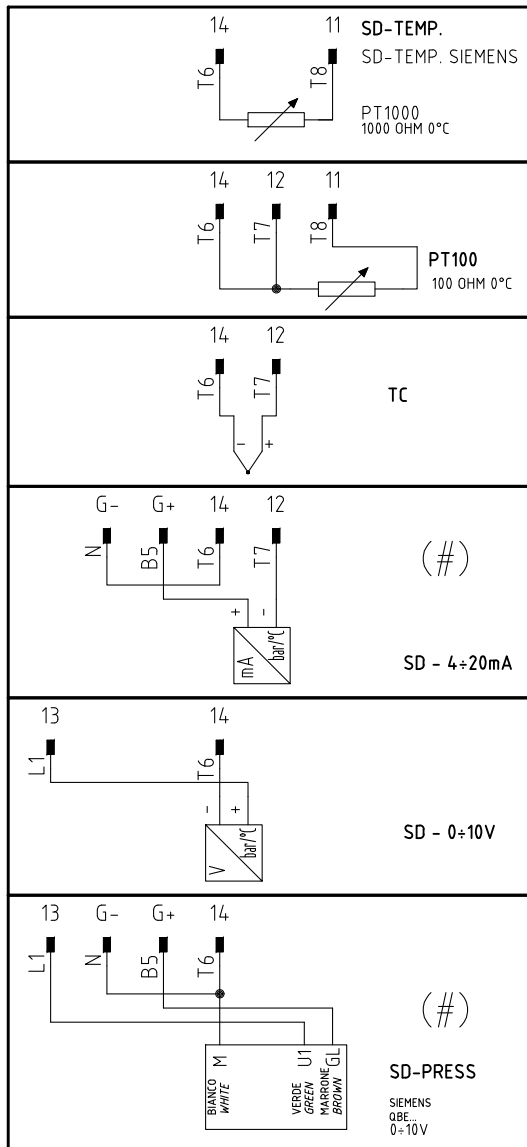 14 11 SD-TEMP.
SD-TEMP. SIEMENS
T6 T8
PT1000
1000 OHM 0°C
14 12 11
T6 T7 T8
PT100
100 OHM 0°C
14 12
T6 T7
TC
- +
G- G+ 14 12
N B5 T6 T7
(#)
+ -
mA bar/°C
SD - 4÷20mA
13 14
L1 T6
- +
V bar/°C
SD - 0÷10V
13 G- G+ 14
L1 N B5 T6
(#)
M U1 GL
BIANCO VERDE MARRONE
WHITE GREEN BROWN
SD-PRESS
SIEMENS
QBE...
0÷10V